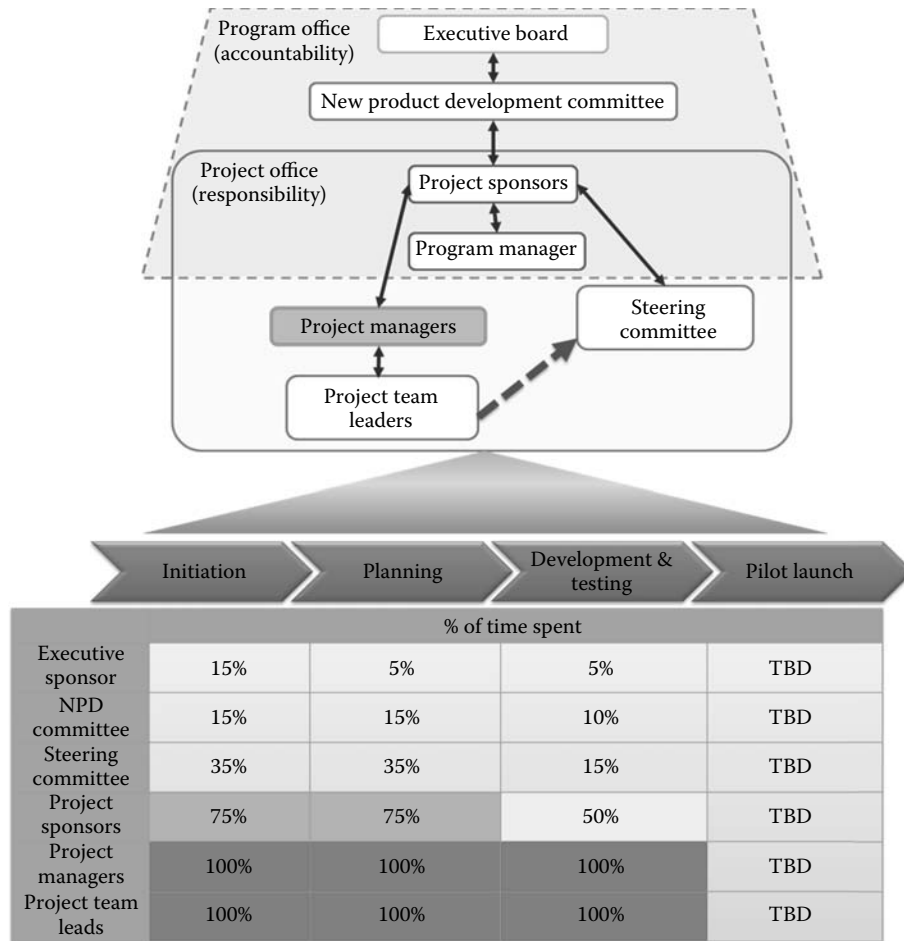 Program office
(accountability)
Executive board
New product development committee
Project office
(responsibility)
Project sponsors
Program manager
Steering
committee
Project managers
Project team
leaders
Initiation
Planning
Development &
testing
Pilot launch
% of time spent
Executive
sponsor
15%
5%
5%
TBD
NPD
committee
15%
15%
10%
TBD
Steering
committee
35%
35%
15%
TBD
Project
sponsors
75%
75%
50%
TBD
Project
managers
100%
100%
100%
TBD
Project team
leads
100%
100%
100%
TBD